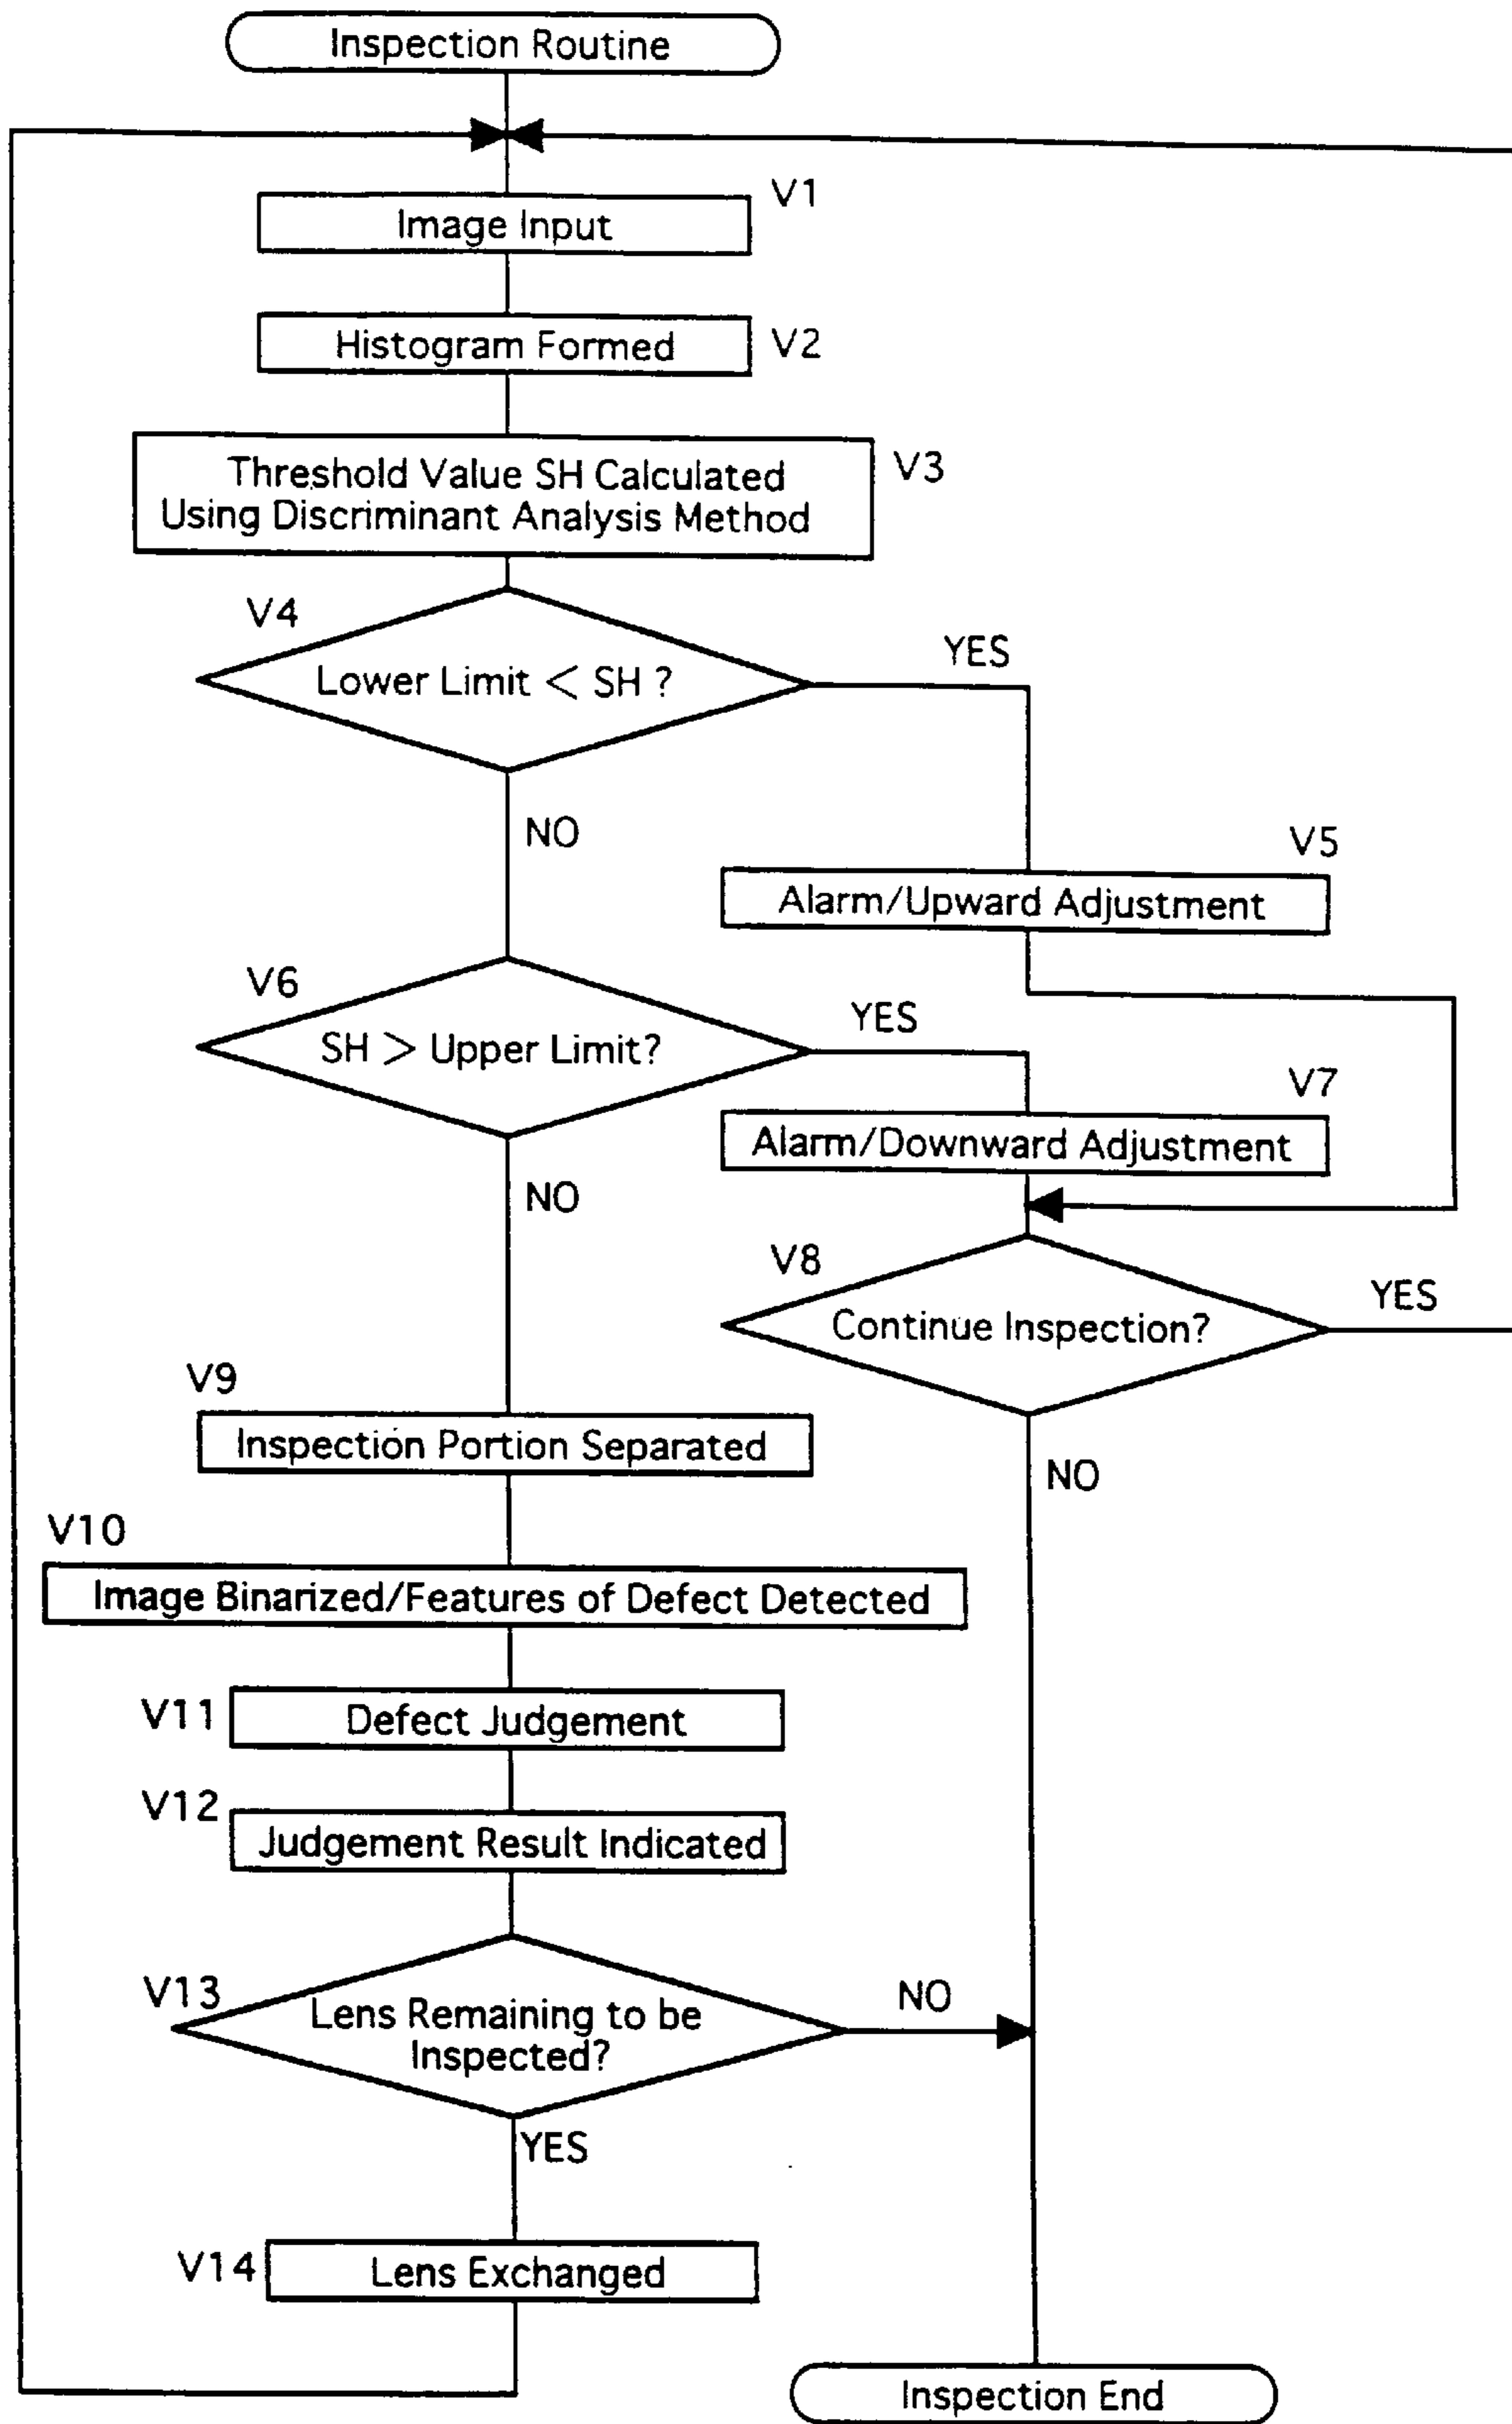 Inspection Routine
V1
Image Input
Histogram Formed
V2
Threshold Value SH Calculated
Using Discriminant Analysis Method
V3
V4
Lower Limit < SH ?
YES
NO
V5
Alarm/Upward Adjustment
V6
SH > Upper Limit?
YES
NO
V7
Alarm/Downward Adjustment
V8
Continue Inspection?
YES
NO
V9
Inspection Portion Separated
V10
Image Binarized/Features of Defect Detected
V11
Defect Judgement
V12
Judgement Result Indicated
V13
Lens Remaining to be
Inspected?
NO
YES
V14
Lens Exchanged
Inspection End